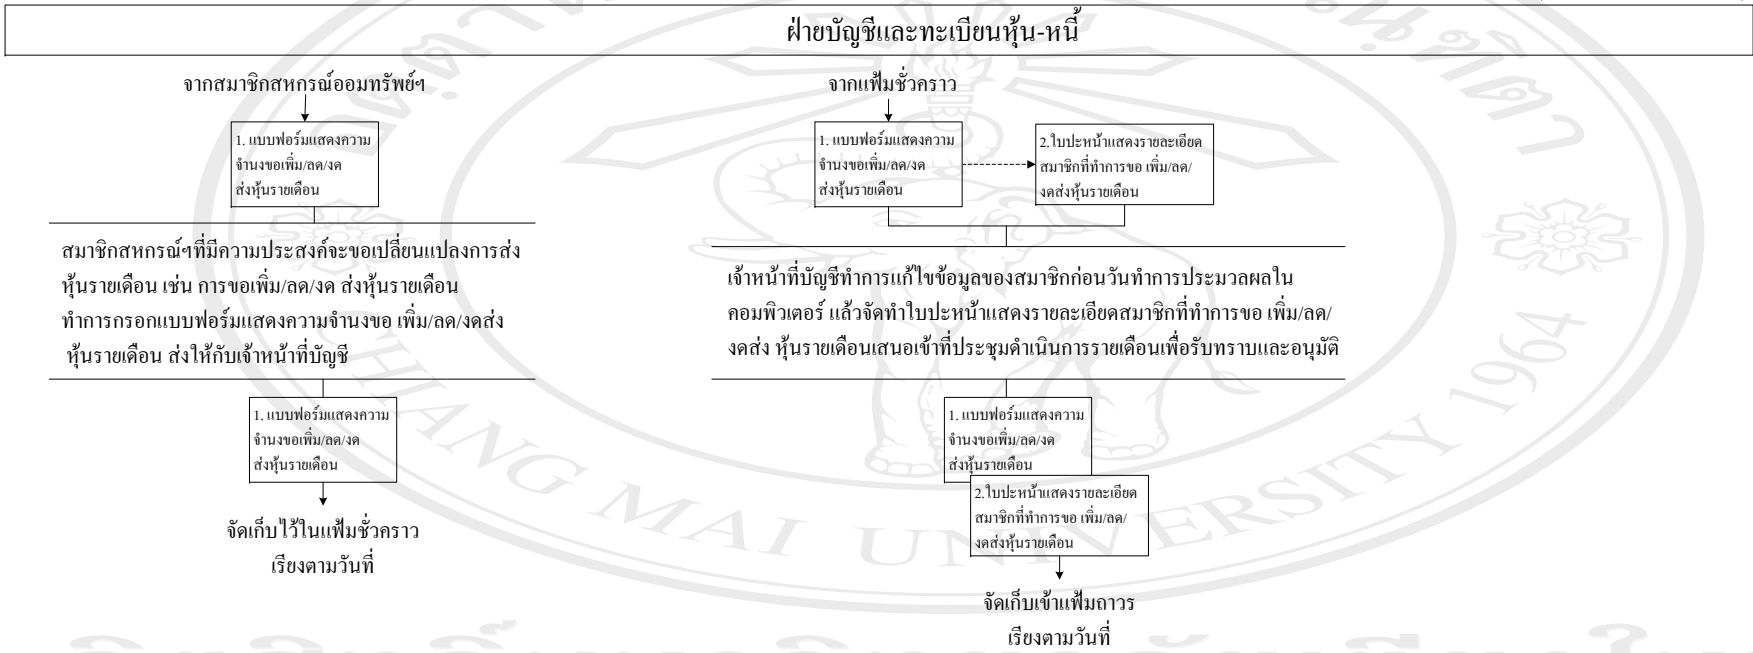 ฝ่ายบัญชีและทะเบียนหุ้น-หนี้
จากสมาชิกสหกรณ์ออมทรัพย์ฯ
1. แบบฟอร์มแสดงความ
จำนงขอเพิ่ม/ลด/งด
ส่งหุ้นรายเดือน
สมาชิกสหกรณ์ฯที่มีความประสงค์จะขอเปลี่ยนแปลงการส่ง
หุ้นรายเดือน เช่น การขอเพิ่ม/ลด/งด ส่งหุ้นรายเดือน
ทำการกรอกแบบฟอร์มแสดงความจำนงขอ เพิ่ม/ลด/งดส่ง
หุ้นรายเดือน ส่งให้กับเจ้าหน้าที่บัญชี
1. แบบฟอร์มแสดงความ
จำนงขอเพิ่ม/ลด/งด
ส่งหุ้นรายเดือน
จัดเก็บไว้ในแฟ้มชั่วคราว
เรียงตามวันที่
จากแฟ้มชั่วคราว
1. แบบฟอร์มแสดงความ
จำนงขอเพิ่ม/ลด/งด
ส่งหุ้นรายเดือน
2.ใบปะหน้าแสดงรายละเอียด
สมาชิกที่ทำการขอ เพิ่ม/ลด/
งดส่งหุ้นรายเดือน
เจ้าหน้าที่บัญชีทำการแก้ไขข้อมูลของสมาชิกก่อนวันทำการประมวลผลใน
คอมพิวเตอร์ แล้วจัดทำใบปะหน้าแสดงรายละเอียดสมาชิกที่ทำการขอ เพิ่ม/ลด/
งดส่ง หุ้นรายเดือนเสนอเข้าที่ประชุมดำเนินการรายเดือนเพื่อรับทราบและอนุมัติ
1. แบบฟอร์มแสดงความ
จำนงขอเพิ่ม/ลด/งด
ส่งหุ้นรายเดือน
2.ใบปะหน้าแสดงรายละเอียด
สมาชิกที่ทำการขอ เพิ่ม/ลด/
งดส่งหุ้นรายเดือน
จัดเก็บเข้าแฟ้มถาวร
เรียงตามวันที่
CHIANG MAI UNIVERSITY 1964